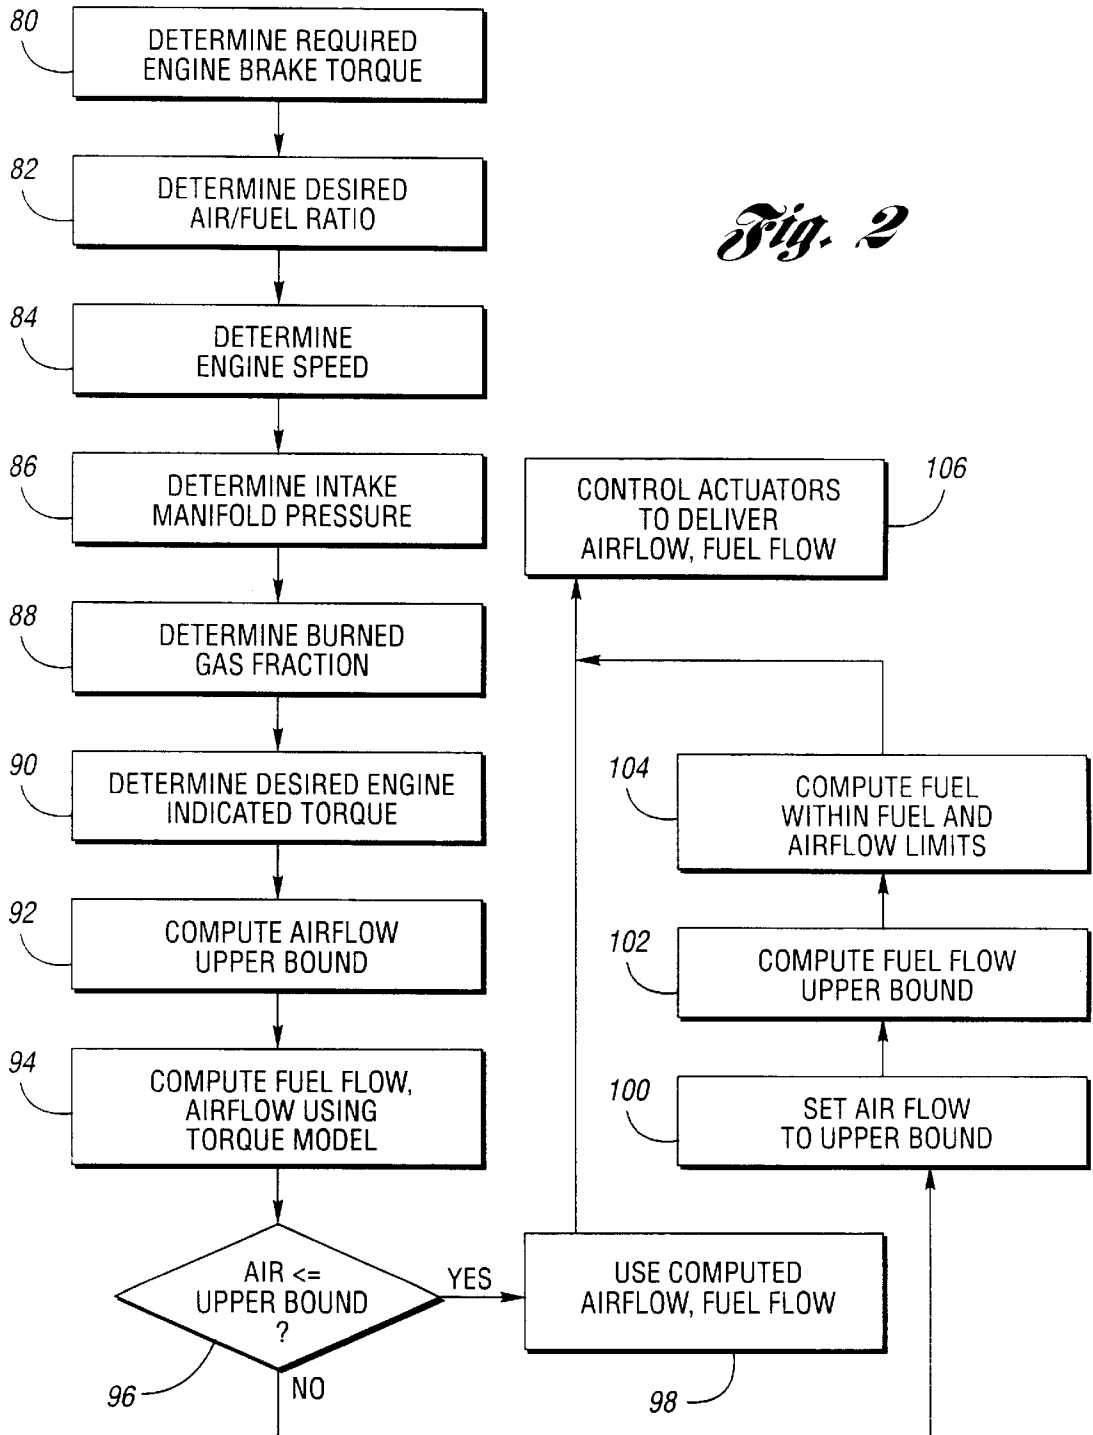 80
DETERMINE REQUIRED
ENGINE BRAKE TORQUE
82
DETERMINE DESIRED
AIR/FUEL RATIO
Fig. 2
84
DETERMINE
ENGINE SPEED
86
DETERMINE INTAKE
MANIFOLD PRESSURE
CONTROL ACTUATORS
TO DELIVER
AIRFLOW, FUEL FLOW
106
88
DETERMINE BURNED
GAS FRACTION
90
DETERMINE DESIRED ENGINE
INDICATED TORQUE
104
COMPUTE FUEL
WITHIN FUEL AND
AIRFLOW LIMITS
92
COMPUTE AIRFLOW
UPPER BOUND
102
COMPUTE FUEL FLOW
UPPER BOUND
94
COMPUTE FUEL FLOW,
AIRFLOW USING
TORQUE MODEL
100
SET AIR FLOW
TO UPPER BOUND
AIR <=
UPPER BOUND
?
YES
96
NO
USE COMPUTED
AIRFLOW, FUEL FLOW
98